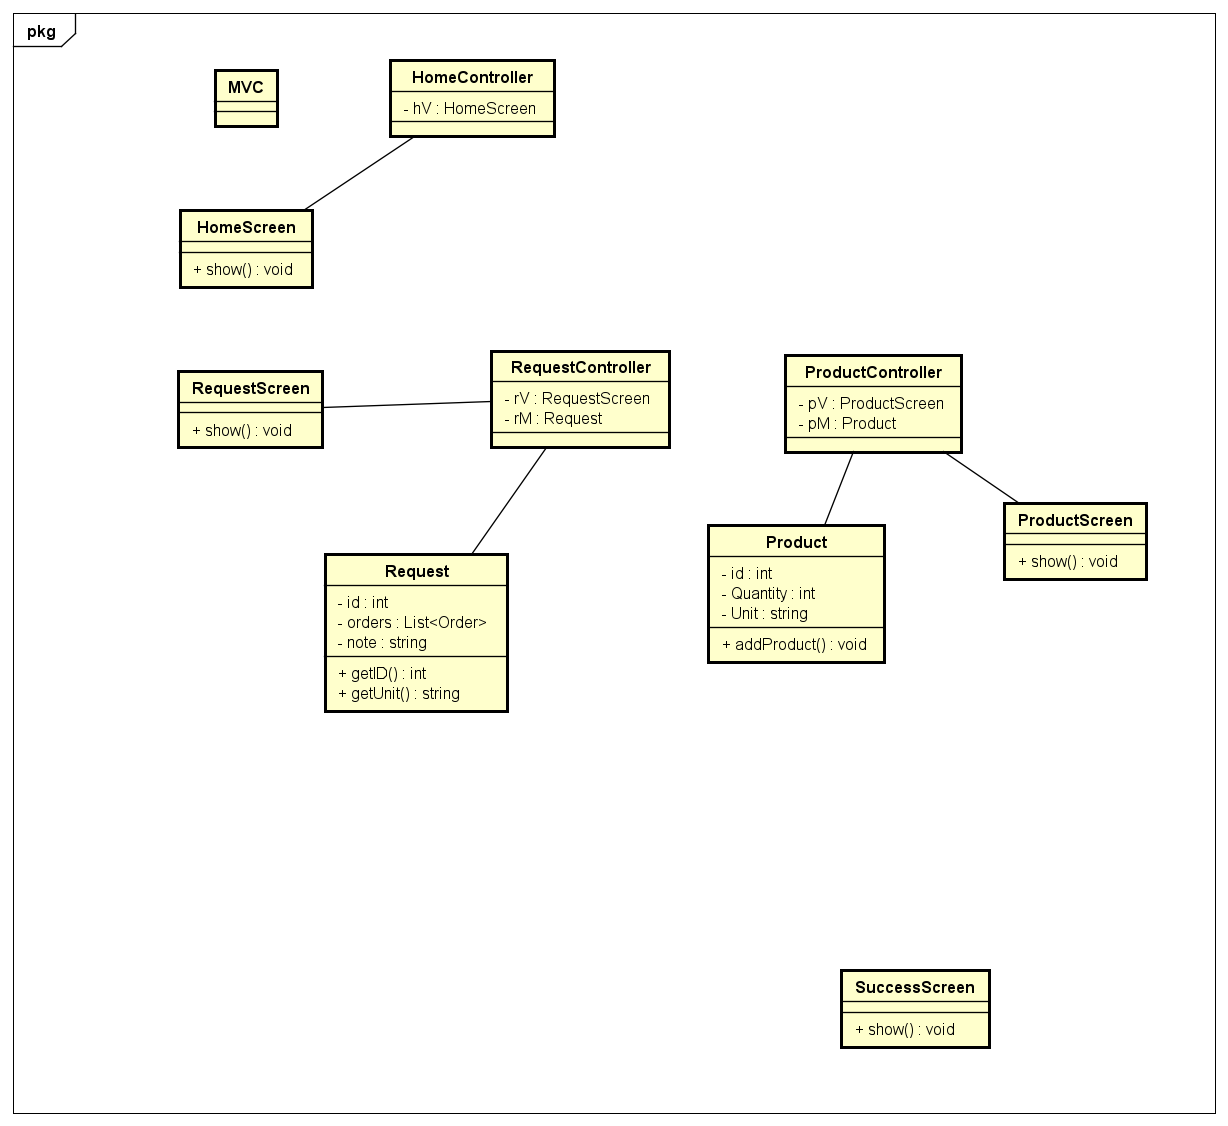 pkg
MVC
HomeController
- hV : HomeScreen
HomeScreen
+ show() : void
RequestScreen
+ show() : void
RequestController
- rV : RequestScreen
- rM : Request
ProductController
- pV : ProductScreen
- pM : Product
Request
- id : int
- orders : List<Order>
- note : string
+ getID() : int
+ getUnit() : string
Product
- id : int
- Quantity : int
- Unit : string
+ addProduct() : void
ProductScreen
+ show() : void
SuccessScreen
+ show() : void